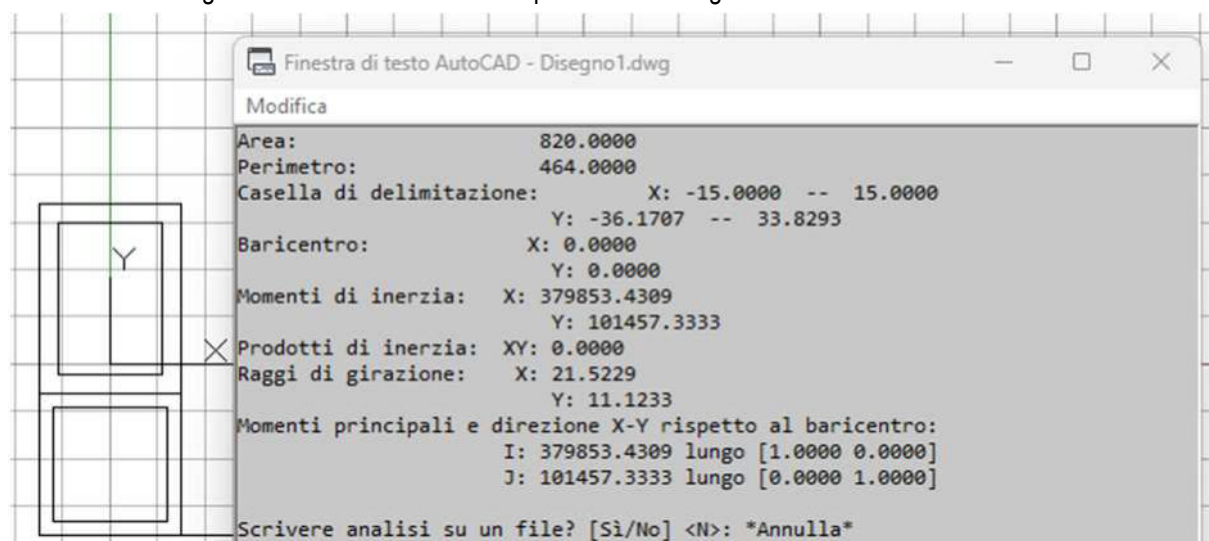 Finestra di testo AutoCAD - Disegno1.dwg
Modifica
Area: 820.0000
Perimetro: 464.0000
Casella di delimitazione: X: -15.0000 -- 15.0000
Y: -36.1707 -- 33.8293
Baricentro: X: 0.0000
Y: 0.0000
Momenti di inerzia: X: 379853.4309
Y: 101457.3333
Prodotti di inerzia: XY: 0.0000
Raggi di girazione: X: 21.5229
Y: 11.1233
Momenti principali e direzione X-Y rispetto al baricentro:
I: 379853.4309 lungo [1.0000 0.0000]
J: 101457.3333 lungo [0.0000 1.0000]
Scrivere analisi su un file? [Sì/No] <N>: *Annulla*
Y
X